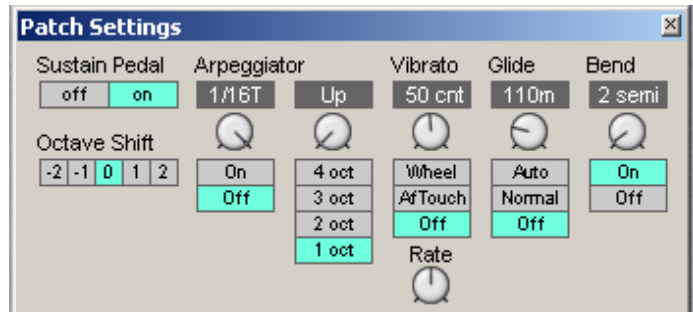 Patch Settings
Sustain Pedal Arpeggiator Vibrato Glide Bend
off on 1/16T Up 50 cnt 110m 2 semi
Octave Shift
-2 -1 0 1 2 On 4 oct Wheel Auto On
Off 3 oct AfTouch Normal Off
2 oct Off Off
1 oct Rate